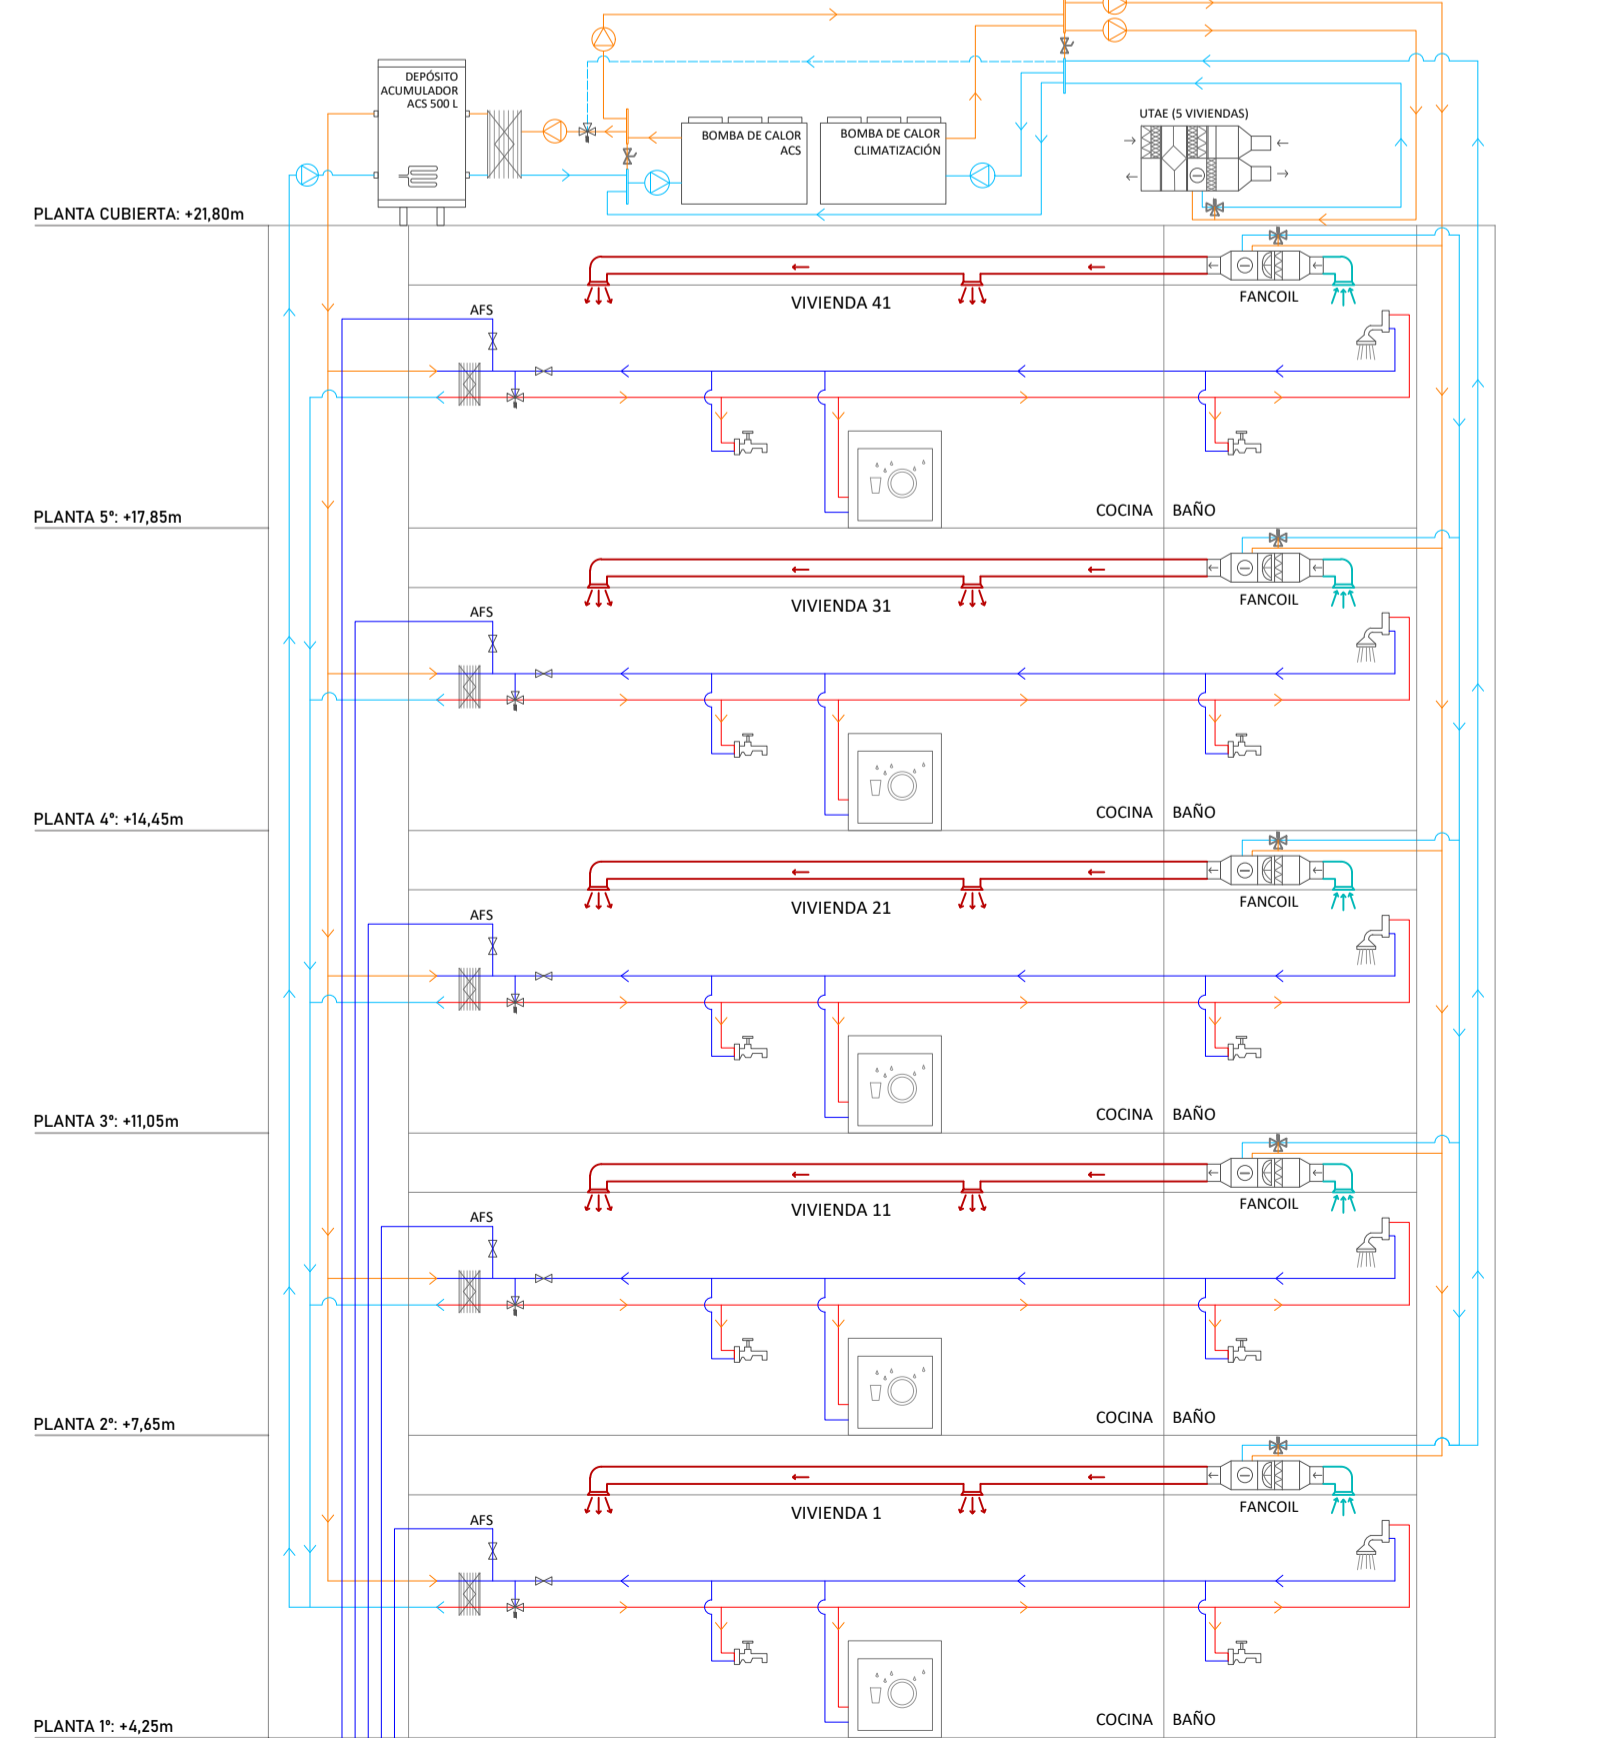 DEPÓSITO
ACUMULADOR
ACS 500 L
BOMBA DE CALOR
ACS
BOMBA DE CALOR
CLIMATIZACIÓN
UTAE (5 VIVIENDAS)
PLANTA CUBIERTA: +21,80m
FANCOIL
VIVIENDA 41
AFS
COCINA
BAÑO
PLANTA 5º: +17,85m
FANCOIL
VIVIENDA 31
AFS
COCINA
BAÑO
PLANTA 4º: +14,45m
FANCOIL
VIVIENDA 21
AFS
COCINA
BAÑO
PLANTA 3º: +11,05m
FANCOIL
VIVIENDA 11
AFS
COCINA
BAÑO
PLANTA 2º: +7,65m
FANCOIL
VIVIENDA 1
AFS
COCINA
BAÑO
PLANTA 1º: +4,25m